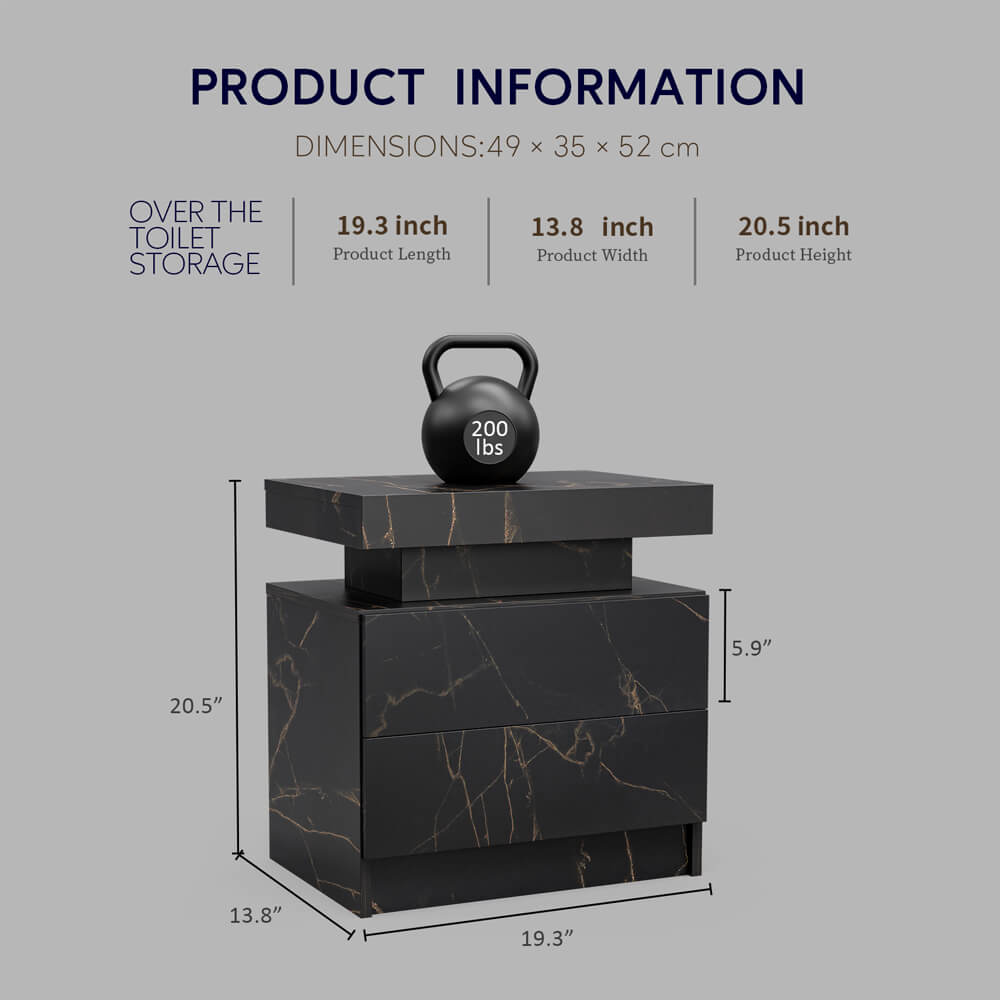 PRODUCT INFORMATION
DIMENSIONS:49 × 35 × 52 cm
OVER THE
TOILET
STORAGE
19.3 inch
Product Length
13.8 inch
Product Width
20.5 inch
Product Height
200
lbs
5.9”
20.5”
13.8”
19.3”